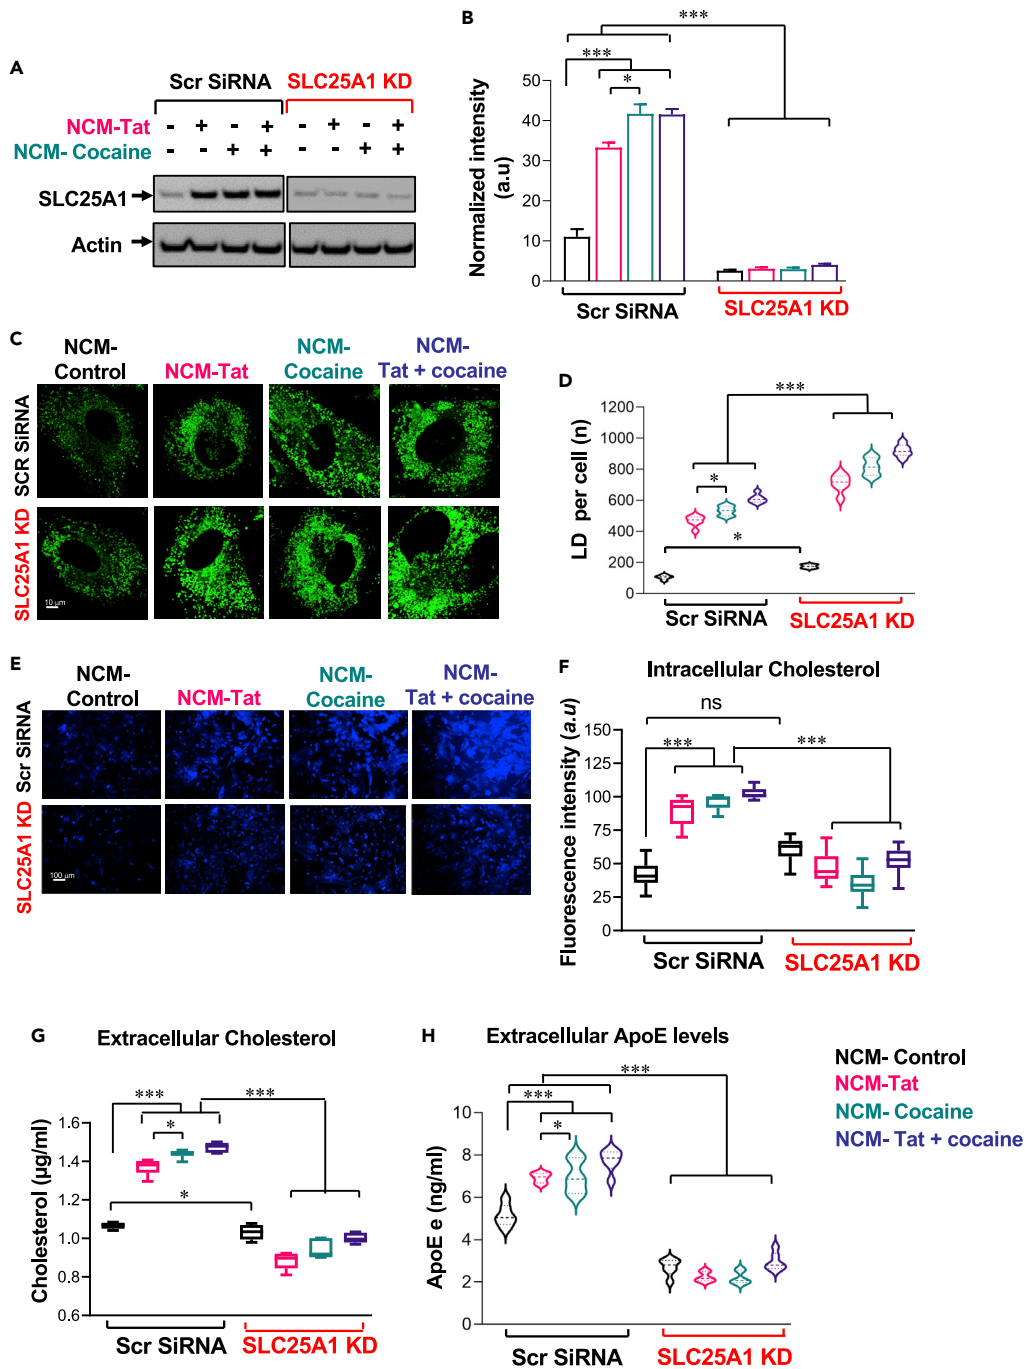 A
Scr SiRNA SLC25A1 KD
NCM-Tat - + - + - + - +
NCM- Cocaine - - + + - - + +
SLC25A1
Actin
B
***
***
*
Normalized intensity
(a.u)
50
40
30
20
10
0
Scr SiRNA SLC25A1 KD
C
NCM-
Control
NCM-Tat
NCM-
Cocaine
NCM-
Tat + cocaine
SCR SiRNA
SLC25A1 KD
10 µm
D
***
*
*
LD per cell (n)
1200
1000
800
600
400
200
0
Scr SiRNA SLC25A1 KD
E
NCM-
Control
NCM-Tat
NCM-
Cocaine
NCM-
Tat + cocaine
Scr SiRNA
SLC25A1 KD
100 µm
F
Intracellular Cholesterol
ns
***
***
Fluorescence intensity (a.u)
150
125
100
75
50
25
0
Scr SiRNA SLC25A1 KD
G
Extracellular Cholesterol
***
***
*
*
Cholesterol (µg/ml)
1.6
1.4
1.2
1.0
0.8
0.6
Scr SiRNA SLC25A1 KD
H
Extracellular ApoE levels
***
***
*
ApoE e (ng/ml)
10
8
6
4
2
0
Scr SiRNA SLC25A1 KD
NCM- Control
NCM-Tat
NCM- Cocaine
NCM- Tat + cocaine